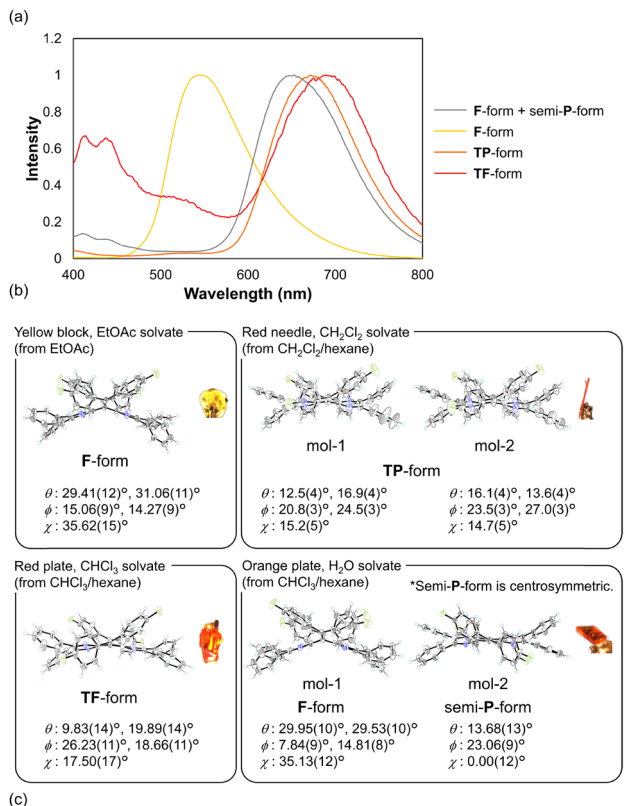 (a)
1.2
1
0.8
0.6
0.4
0.2
0
Intensity
400
500
600
700
800
Wavelength (nm)
F-form + semi-P-form
F-form
TP-form
TF-form
(b)
Yellow block, EtOAc solvate
(from EtOAc)
F-form
θ : 29.41(12)º, 31.06(11)º
ϕ : 15.06(9)º, 14.27(9)º
χ : 35.62(15)º
Red needle, CH₂Cl₂ solvate
(from CH₂Cl₂/hexane)
mol-1
mol-2
TP-form
θ : 12.5(4)º, 16.9(4)º
ϕ : 20.8(3)º, 24.5(3)º
χ : 15.2(5)º
θ : 16.1(4)º, 13.6(4)º
ϕ : 23.5(3)º, 27.0(3)º
χ : 14.7(5)º
Red plate, CHCl₃ solvate
(from CHCl₃/hexane)
TF-form
θ : 9.83(14)º, 19.89(14)º
ϕ : 26.23(11)º, 18.66(11)º
χ : 17.50(17)º
Orange plate, H₂O solvate
(from CHCl₃/hexane)
*Semi-P-form is centrosymmetric.
mol-1
mol-2
F-form
semi-P-form
θ : 29.95(10)º, 29.53(10)º
ϕ : 7.84(9)º, 14.81(8)º
χ : 35.13(12)º
θ : 13.68(13)º
ϕ : 23.06(9)º
χ : 0.00(12)º
(c)